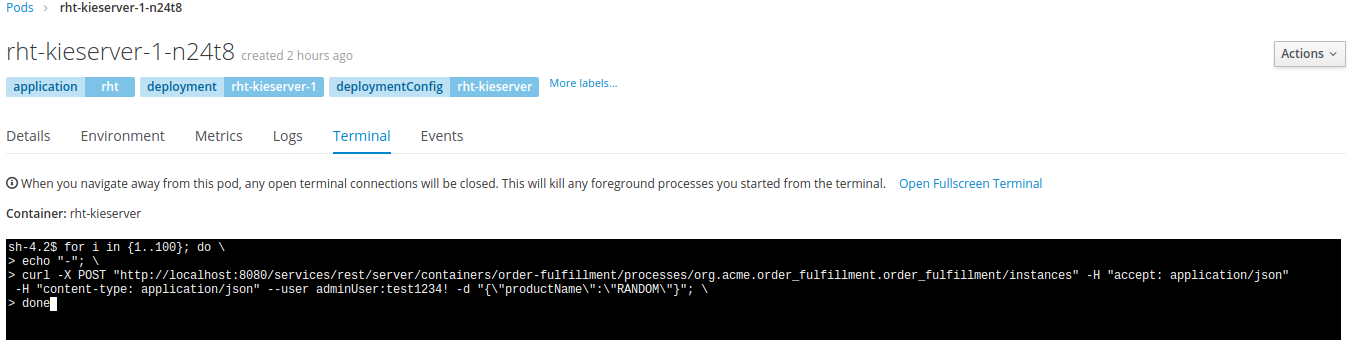 Pods › rht-kieserver-1-n24t8
rht-kieserver-1-n24t8 created 2 hours ago
Actions
application rht deployment rht-kieserver-1 deploymentConfig rht-kieserver More labels...
Details Environment Metrics Logs Terminal Events
When you navigate away from this pod, any open terminal connections will be closed. This will kill any foreground processes you started from the terminal. Open Fullscreen Terminal
Container: rht-kieserver
sh-4.2$ for i in {1..100}; do \
> echo "-"; \
> curl -X POST "http://localhost:8080/services/rest/server/containers/order-fulfillment/processes/org.acme.order_fulfillment.order_fulfillment/instances" -H "accept: application/json"
-H "content-type: application/json" --user adminUser:test1234! -d "{\"productName\":\"RANDOM\"}"; \
> done